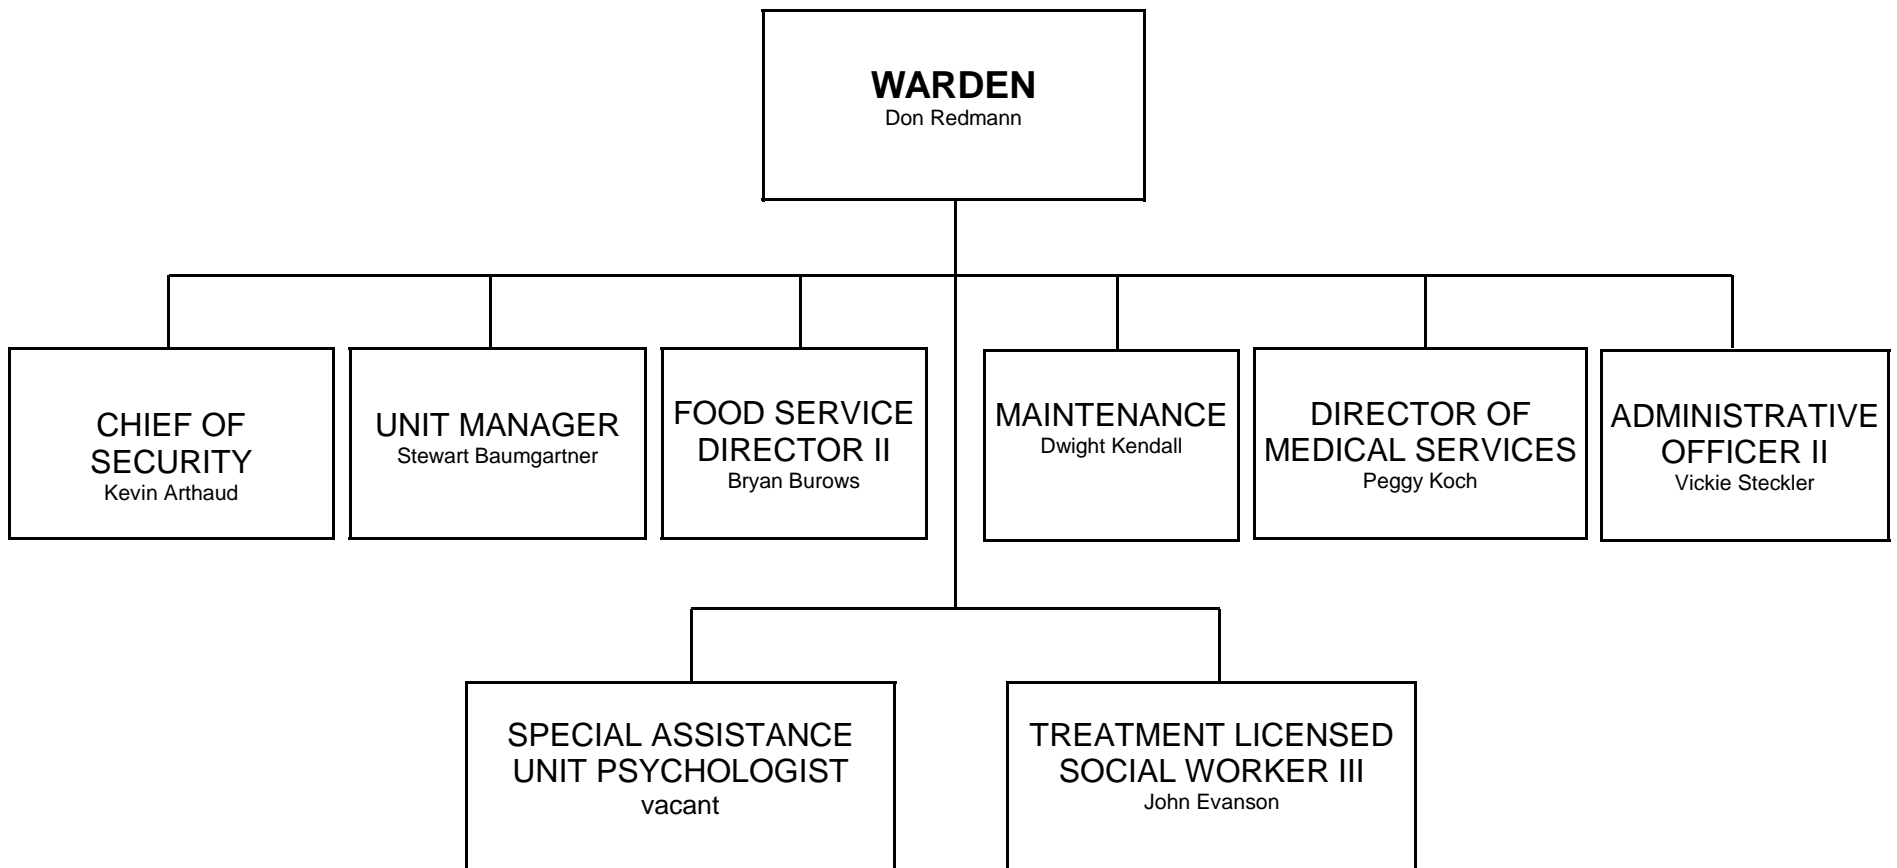 WARDEN
Don Redmann
CHIEF OF
SECURITY
Kevin Arthaud
UNIT MANAGER
Stewart Baumgartner
FOOD SERVICE
DIRECTOR II
Bryan Burows
MAINTENANCE
Dwight Kendall
DIRECTOR OF
MEDICAL SERVICES
Peggy Koch
ADMINISTRATIVE
OFFICER II
Vickie Steckler
SPECIAL ASSISTANCE
UNIT PSYCHOLOGIST
vacant
TREATMENT LICENSED
SOCIAL WORKER III
John Evanson